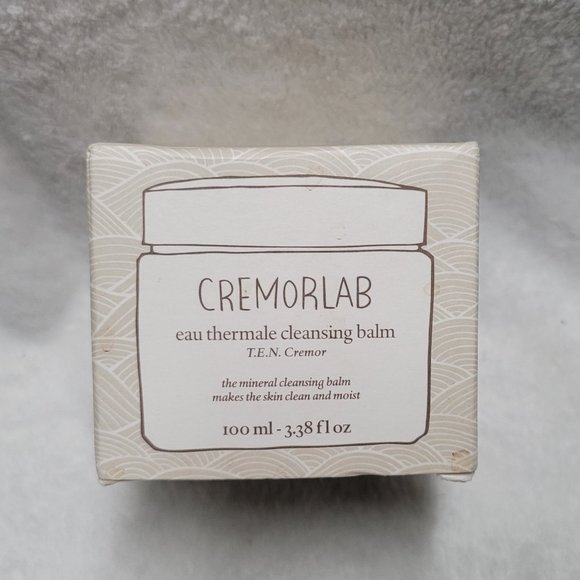 CREMORLAB
eau thermale cleansing balm
T.E.N. Cremor
the mineral cleansing balm
makes the skin clean and moist
100 ml - 3.38 fl oz